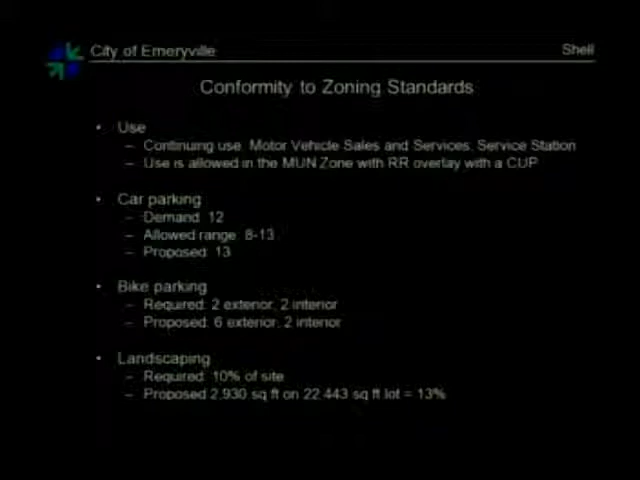 City of Emeryville
Shell
Conformity to Zoning Standards
• Use
– Continuing use: Motor Vehicle Sales and Services: Service Station
– Use is allowed in the MUN Zone with RR overlay with a CUP
• Car parking
– Demand: 12
– Allowed range: 8-13
– Proposed: 13
• Bike parking
– Required: 2 exterior, 2 interior
– Proposed: 6 exterior, 2 interior
• Landscaping
– Required: 10% of site
– Proposed 2,930 sq ft on 22,443 sq ft lot = 13%